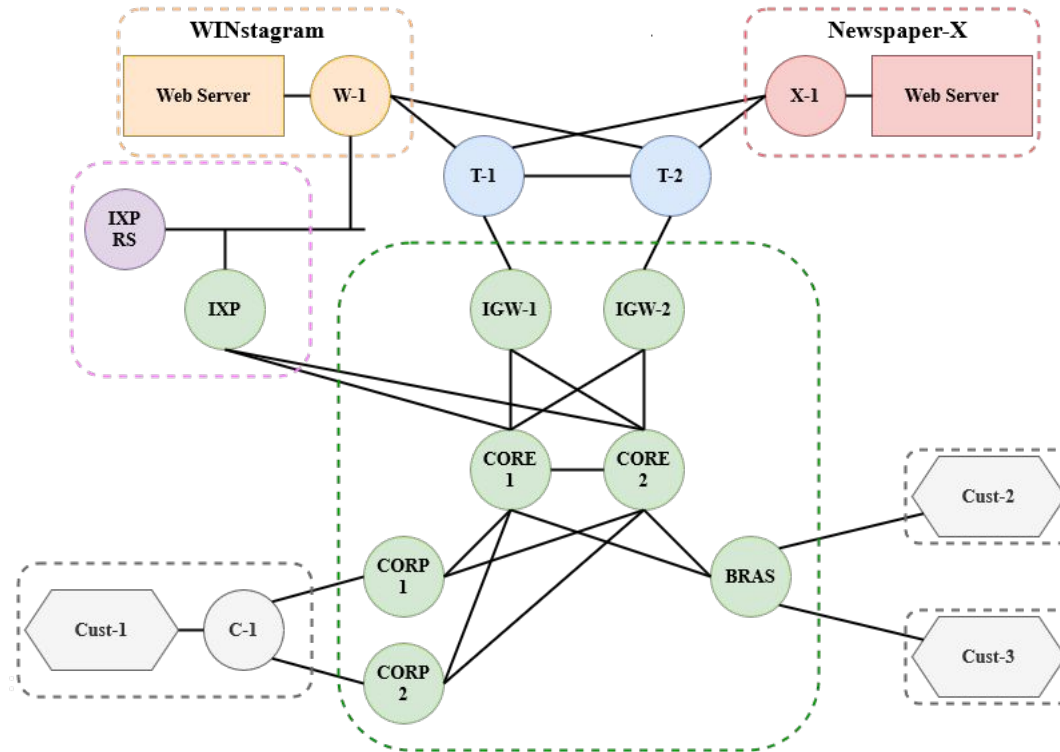 WINstagram
Newspaper-X
Web Server
W-1
X-1
Web Server
T-1
T-2
IXP
RS
IXP
IGW-1
IGW-2
CORE
1
CORE
2
Cust-2
CORP
1
BRAS
Cust-1
C-1
Cust-3
CORP
2